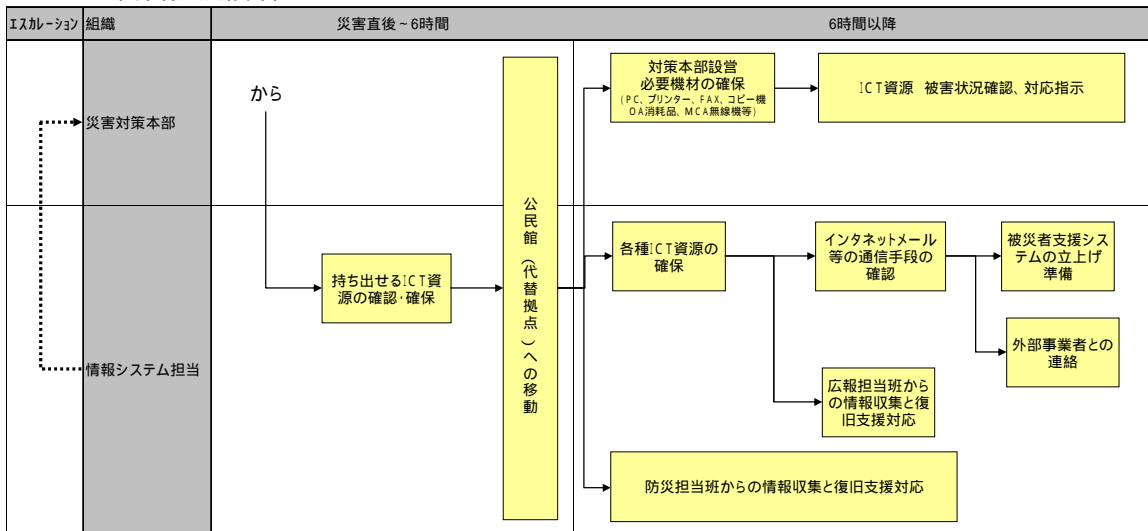 エスカレーション
組織
災害直後~6時間
6時間以降
災害対策本部
情報システム担当
から
持ち出せるICT資
源の確認・確保
公民館(代替拠点)への移動
対策本部設営
必要機材の確保
(PC、プリンター、FAX、コピー機
OA消耗品、MCA無線機等)
ICT資源 被害状況確認、対応指示
各種ICT資源の
確保
インタネットメール
等の通信手段の
確認
被災者支援シス
テムの立上げ
準備
外部事業者との
連絡
広報担当班から
の情報収集と復
旧支援対応
防災担当班からの情報収集と復旧支援対応